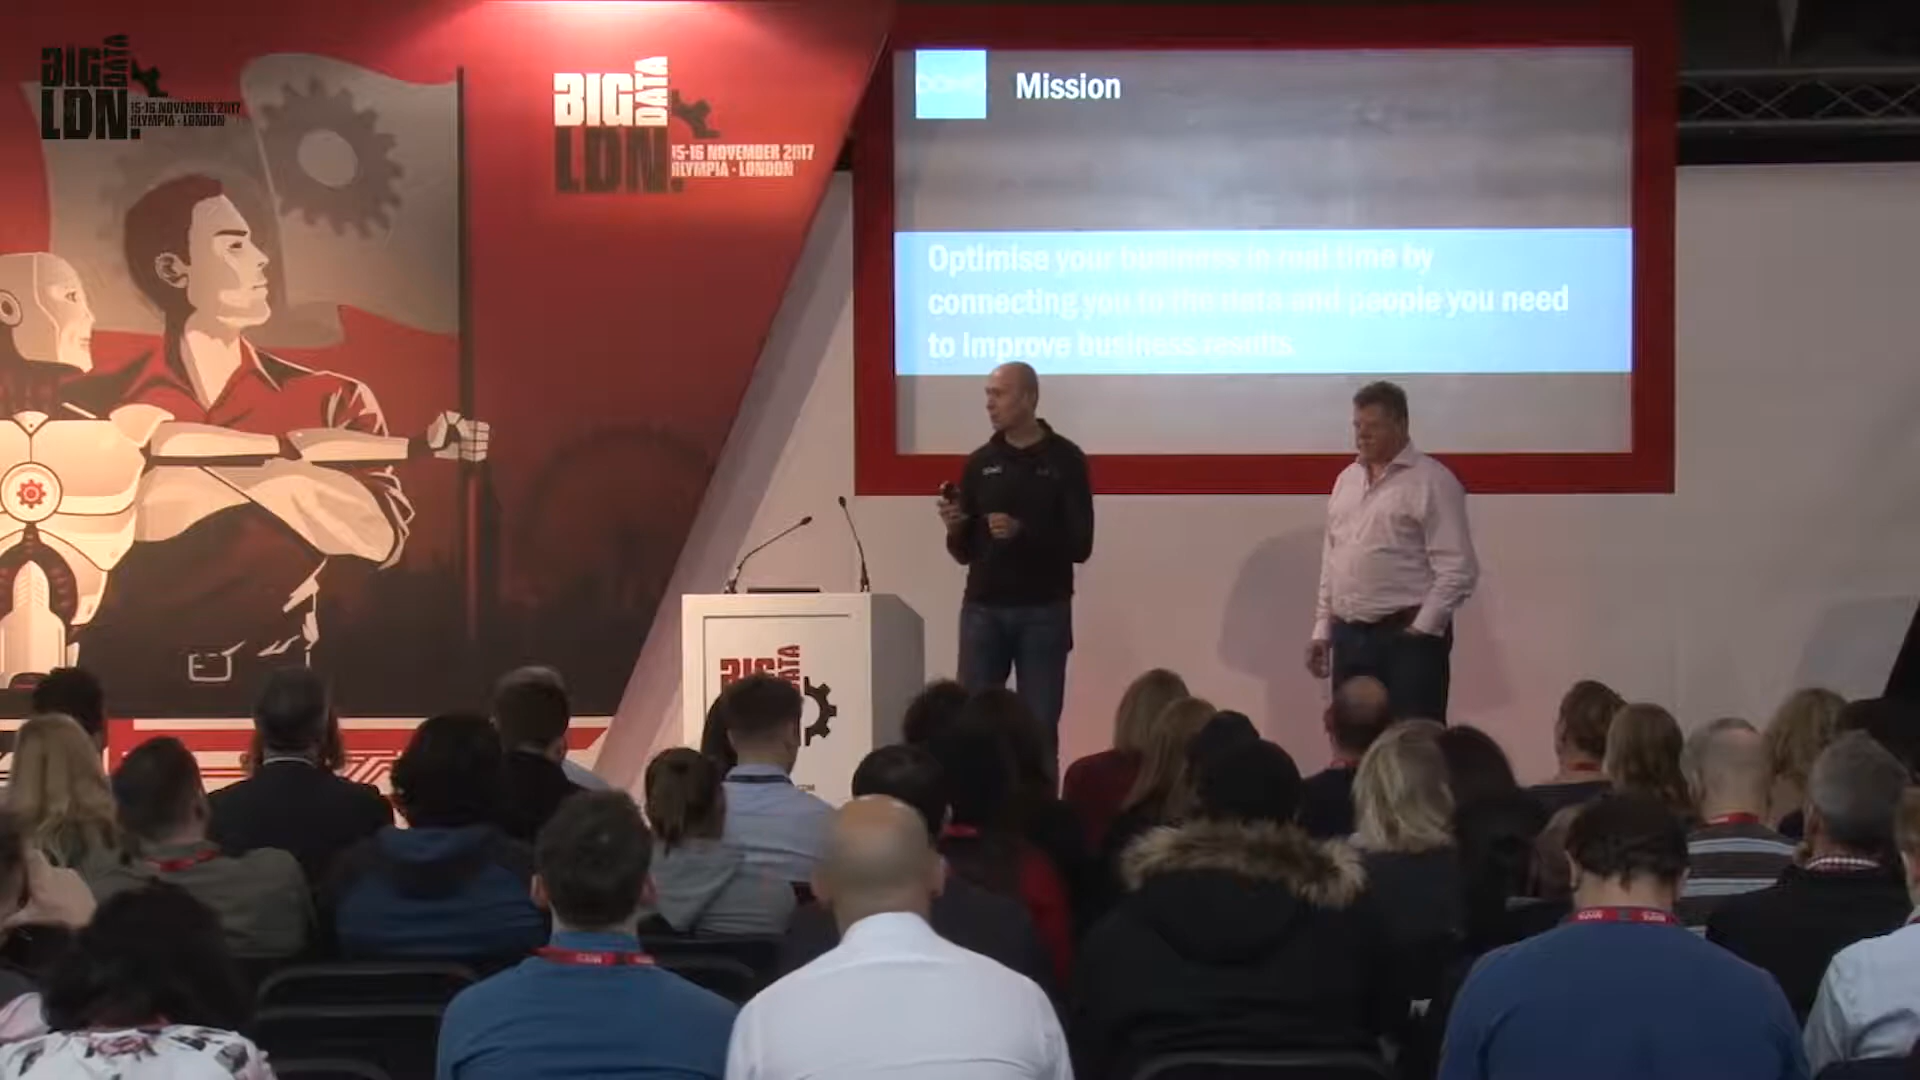 BIG
DATA
LDN.
15-16 NOVEMBER 2017
OLYMPIA · LONDON
BIG
DATA
LDN.
15-16 NOVEMBER 2017
OLYMPIA · LONDON
DOMO
Mission
Optimise your business in real time by
connecting you to the data and people you need
to improve business results.
BIG
DATA